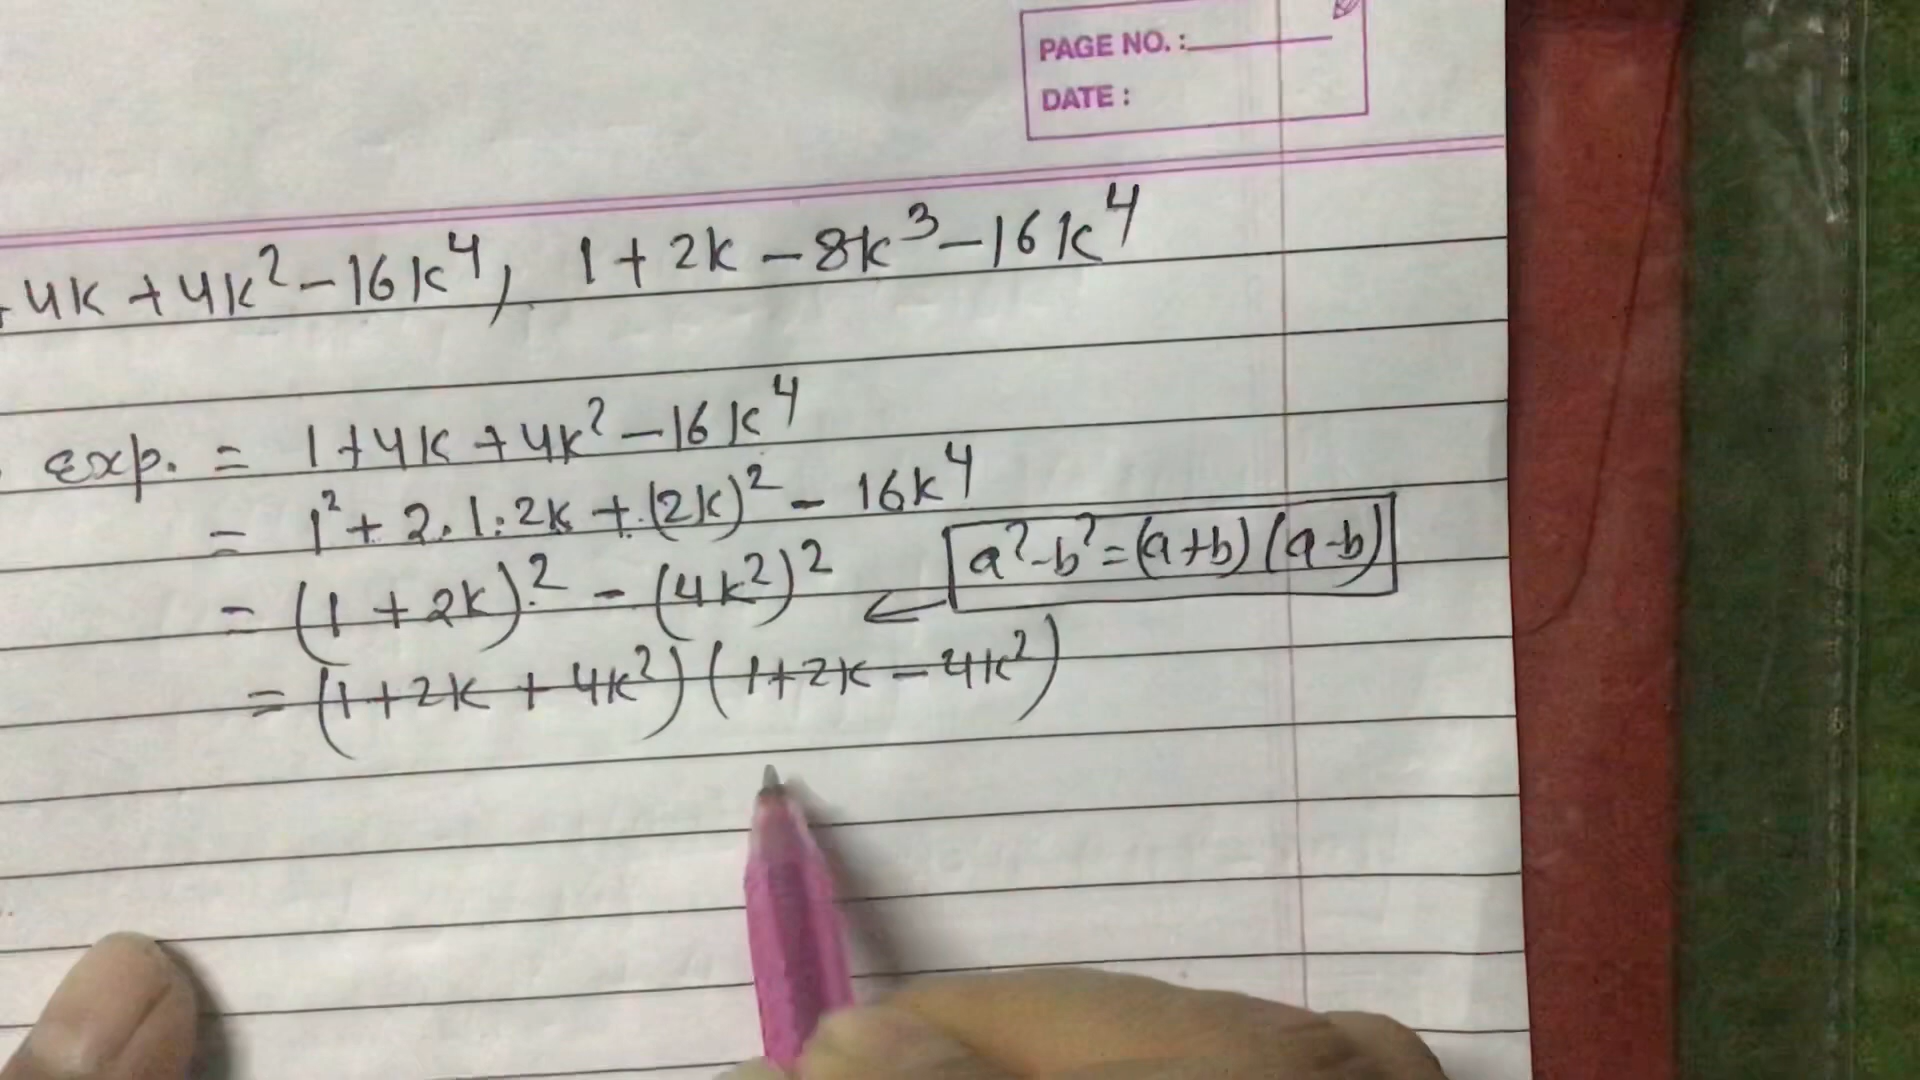 PAGE NO. :
DATE :
4k + 4k² - 16k⁴, 1 + 2k - 8k³ - 16k⁴
exp. = 1 + 4k + 4k² - 16k⁴
= 1² + 2.1.2k + (2k)² - 16k⁴
= (1 + 2k)² - (4k²)² a² - b² = (a+b) (a-b)
= (1 + 2k + 4k²) (1 + 2k - 4k²)